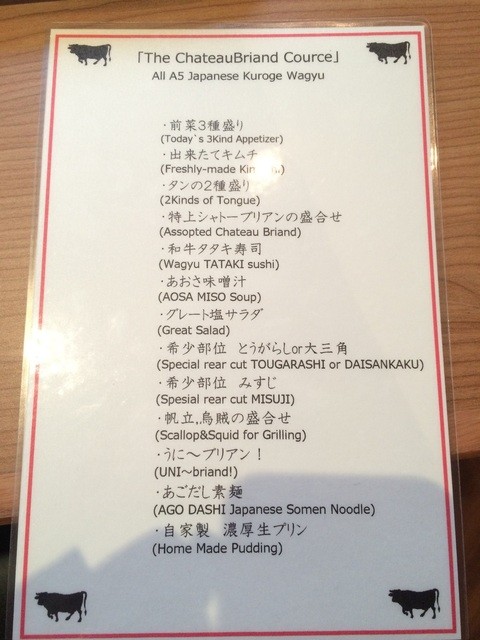 「The ChateauBriand Cource」
All A5 Japanese Kuroge Wagyu
・前菜３種盛り
(Today`s 3Kind Appetizer)
・出来たてキムチ
(Freshly-made
・タンの２種盛り
(2Kinds of Tongue)
・特上シャトーブリアンの盛合せ
(Assopted Chateau Briand)
・和牛タタキ寿司
(Wagyu TATAKI sushi)
・あおさ味噌汁
(AOSA MISO Soup)
・グレート塩サラダ
(Great Salad)
・希少部位　とうがらしor大三角
(Spesial rear cut TOUGARASHI or DAISANKAKU)
・希少部位　みすじ
(Spesial rear cut MISUJI)
・帆立,,烏賊の盛合せ
(Scallop&Squid for Grilling)
・うに～ブリアン！
(UNI～briand!)
・あごだし素麺
(AGO DASHI Japanese Somen Noodle)
・自家製　濃厚生プリン
(Home Made Pudding)